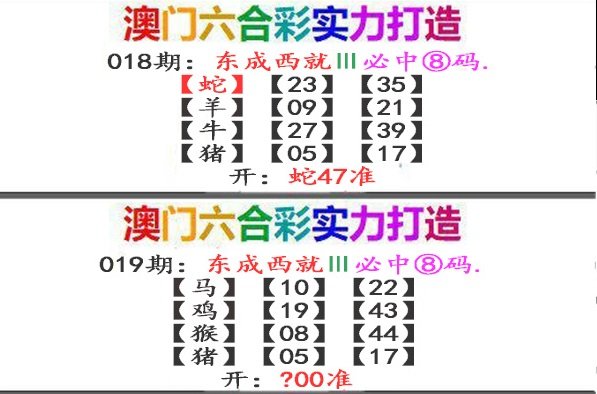 澳门六合彩实力打造
018期：东成西就III必中⑧码.
【蛇】【23】【35】
【羊】【09】【21】
【牛】【27】【39】
【猪】【05】【17】
开：蛇47准
澳门六合彩实力打造
019期：东成西就III必中⑧码.
【马】【10】【22】
【鸡】【19】【43】
【猴】【08】【44】
【猪】【05】【17】
开：?00准